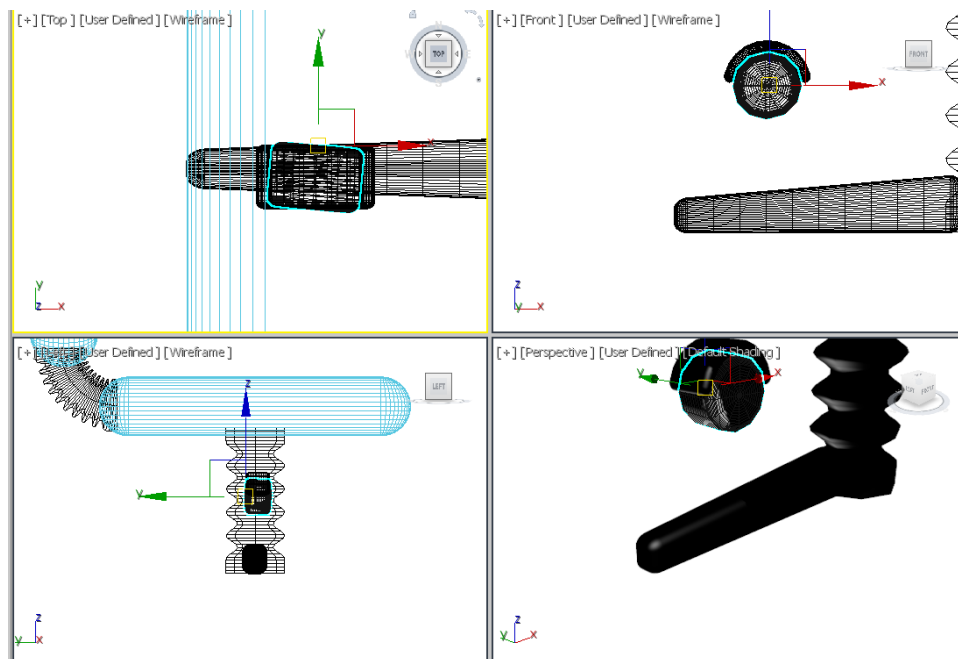 [+] [Top] [User Defined] [Wireframe]
TOP
y
x
y
z x
[+] [Front] [User Defined] [Wireframe]
FRONT
x
z
y x
[+] [User Defined] [Wireframe]
LEFT
z
y
z
y x
[+] [Perspective] [User Defined] [Default Shading]
FRONT
y
x
z
y x